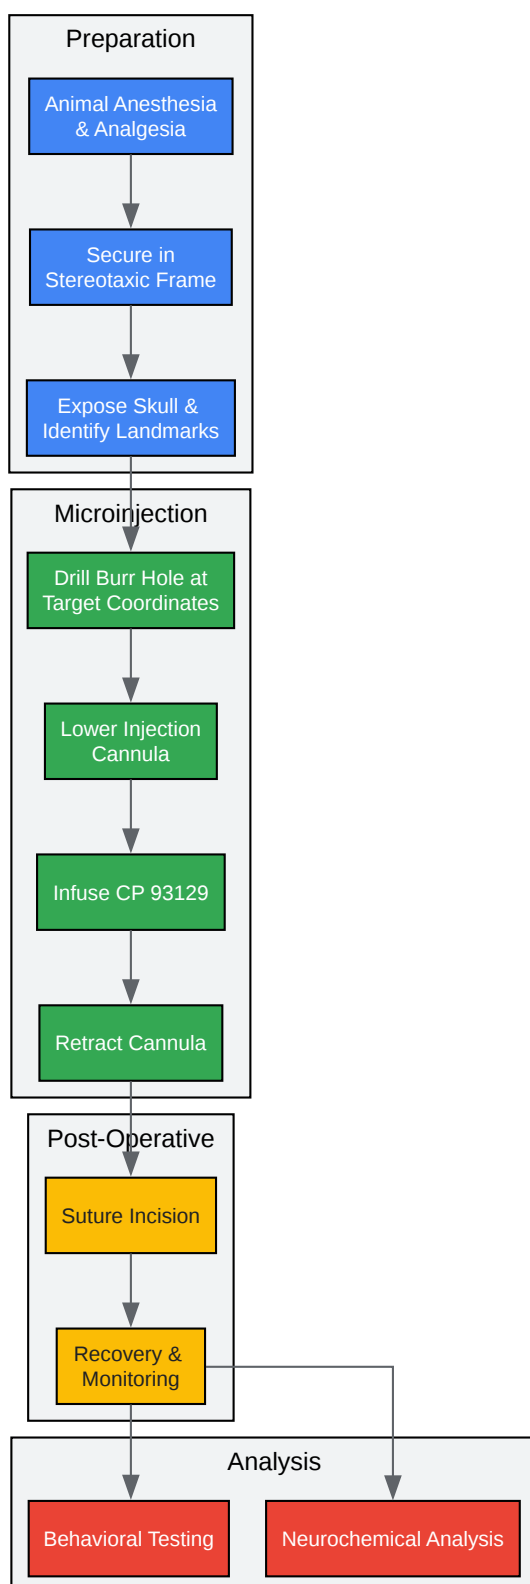 Preparation
Animal Anesthesia
& Analgesia
Secure in
Stereotaxic Frame
Expose Skull &
Identify Landmarks
Microinjection
Drill Burr Hole at
Target Coordinates
Lower Injection
Cannula
Infuse CP 93129
Retract Cannula
Post-Operative
Suture Incision
Recovery &
Monitoring
Analysis
Behavioral Testing
Neurochemical Analysis